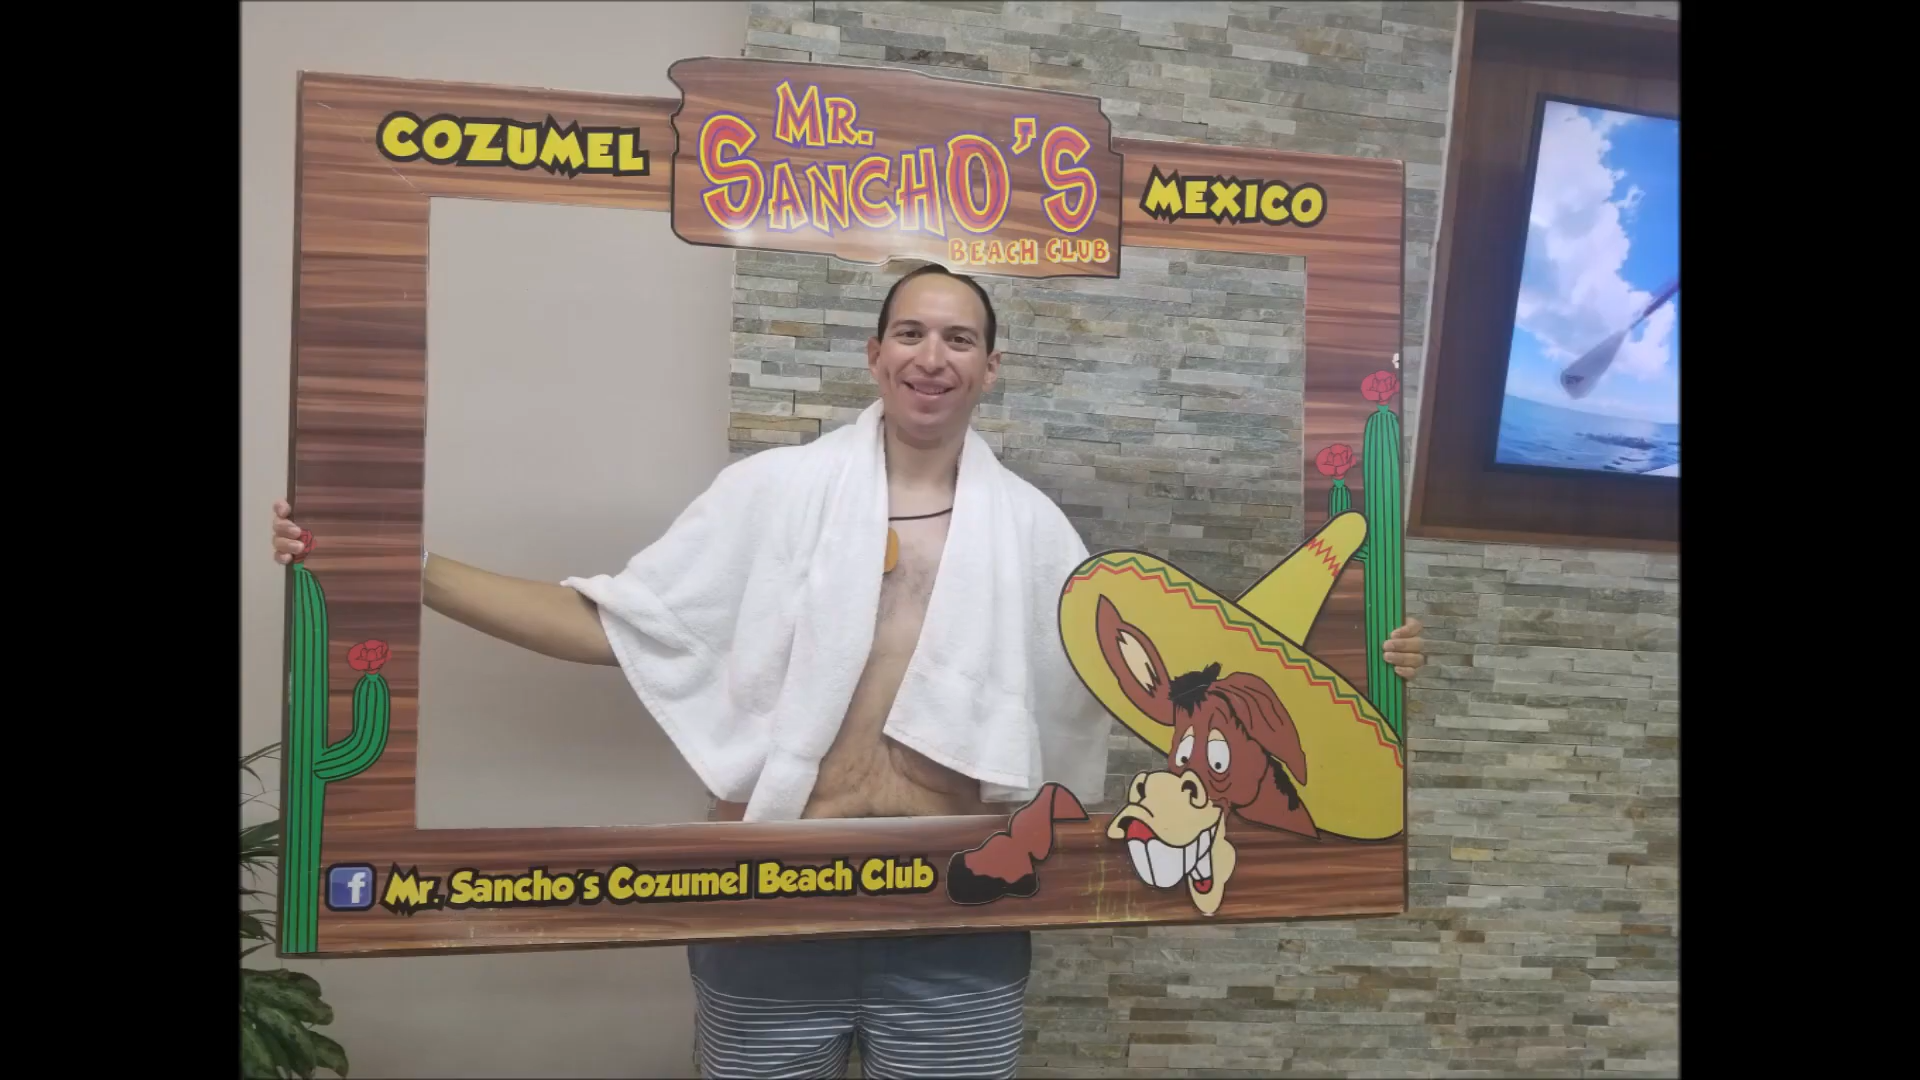 COZUMEL
MR.
SANCHO'S
BEACH CLUB
MEXICO
f Mr. Sancho's Cozumel Beach Club